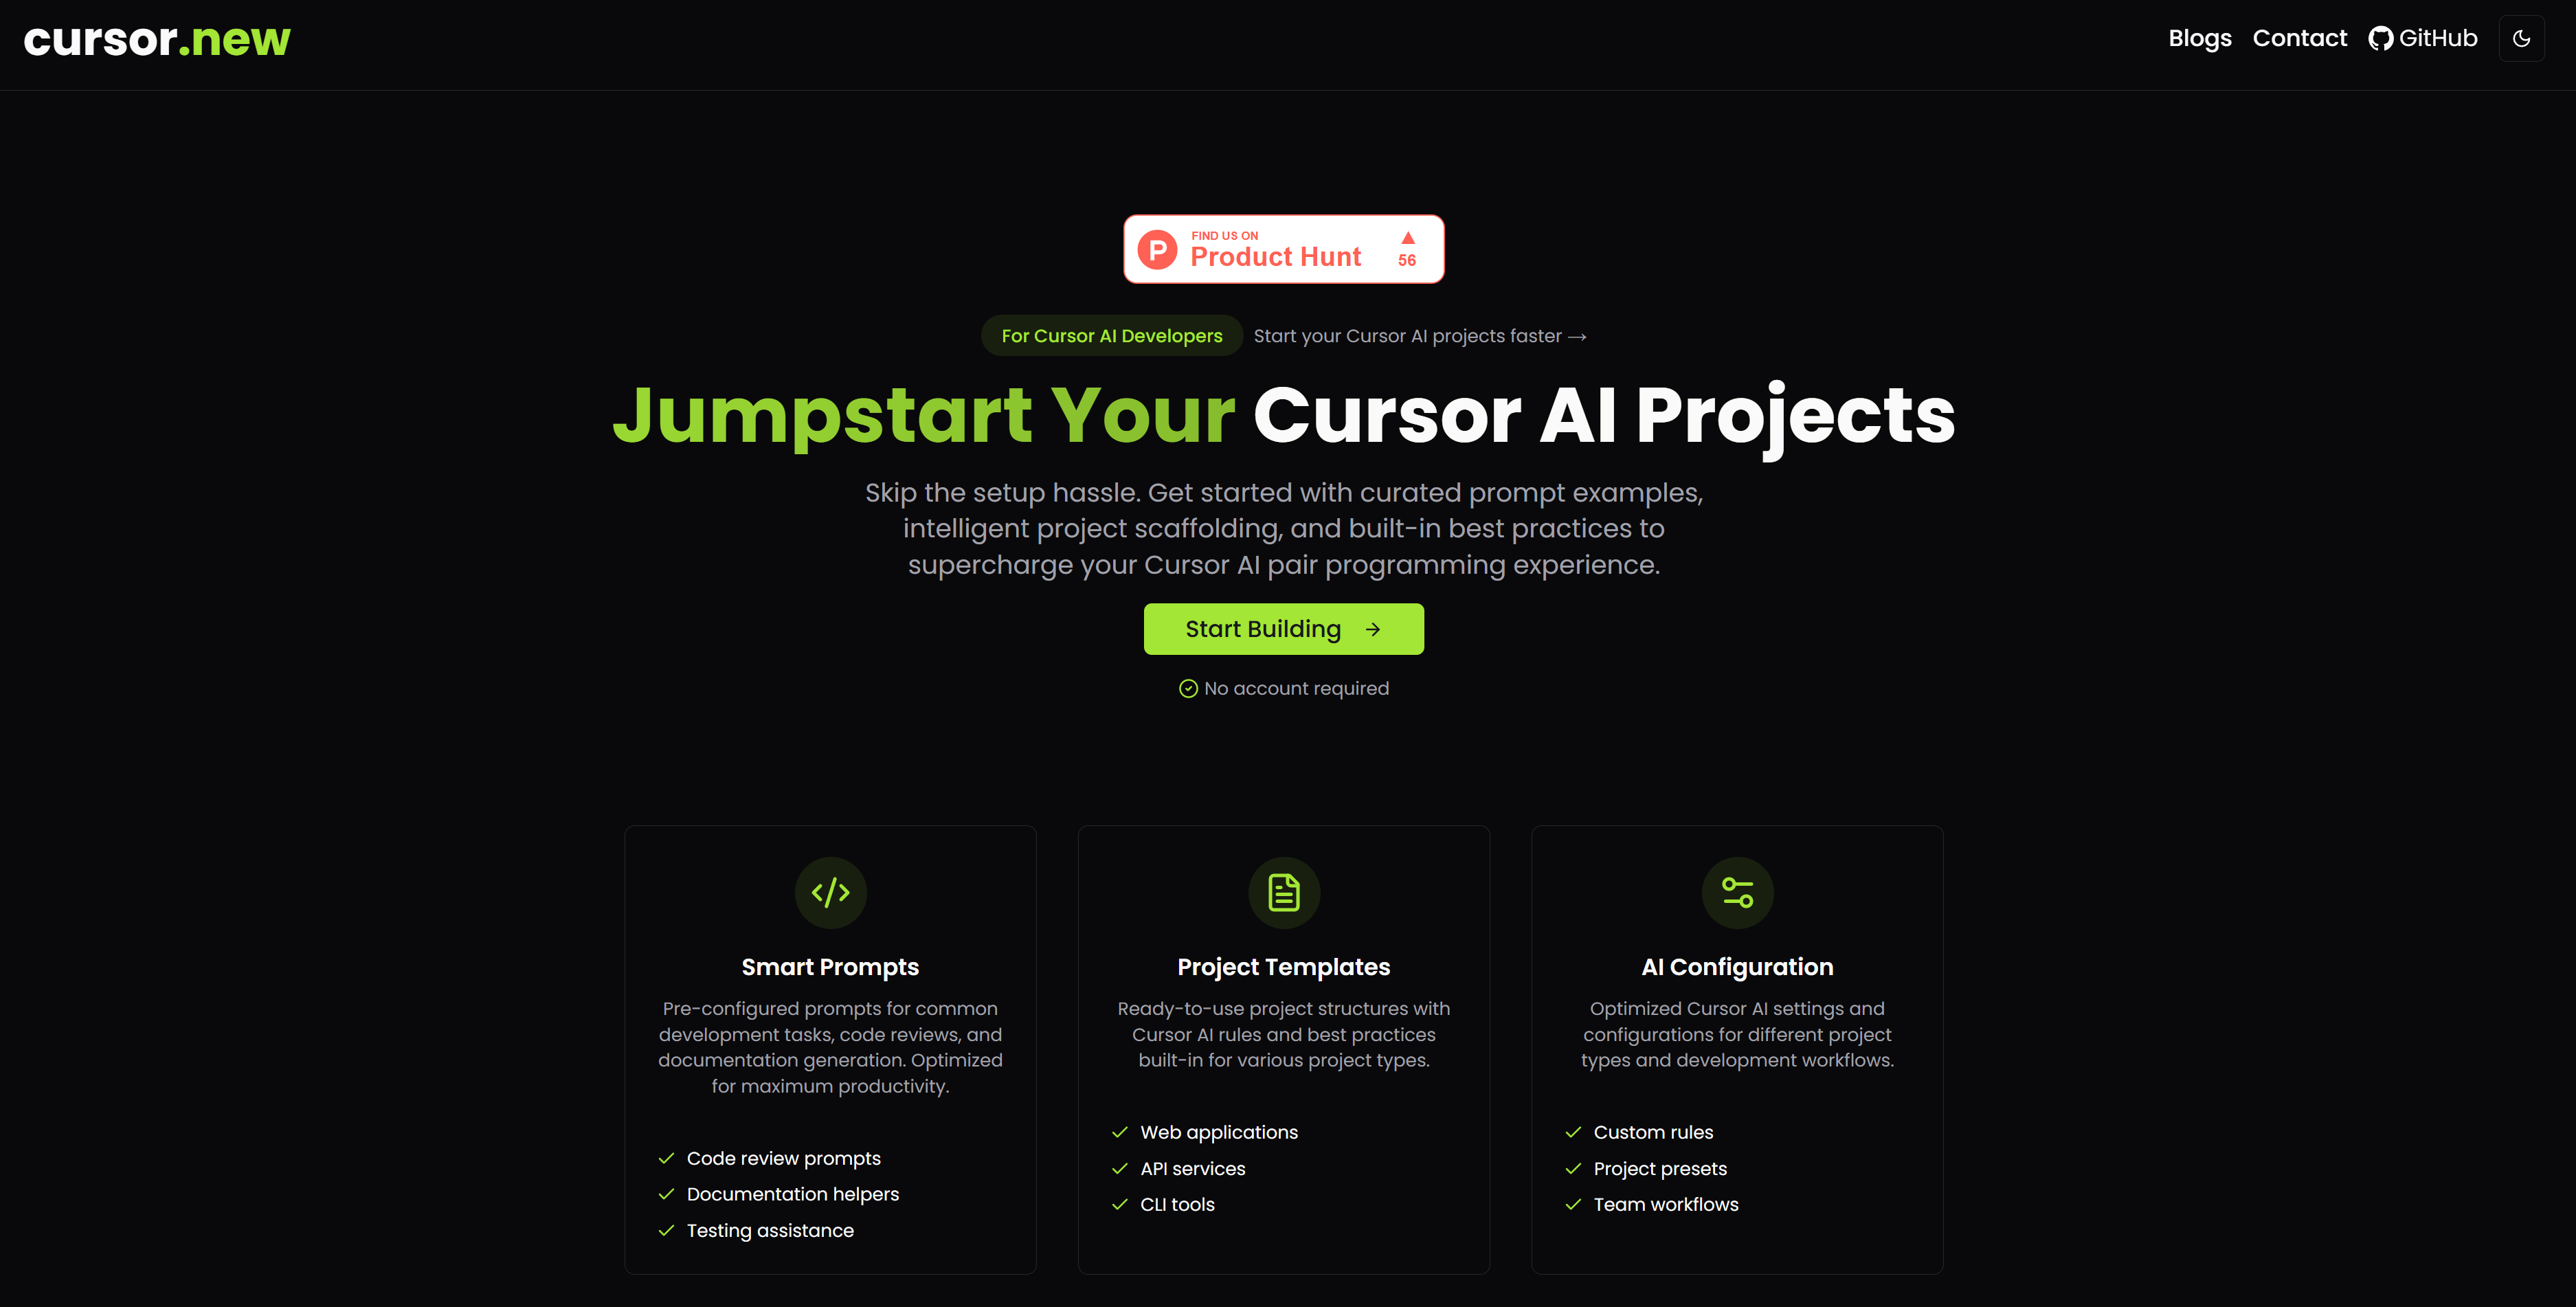 cursor.new
Blogs Contact GitHub
FIND US ON
Product Hunt
56
For Cursor AI Developers Start your Cursor AI projects faster →
Jumpstart Your Cursor AI Projects
Skip the setup hassle. Get started with curated prompt examples,
intelligent project scaffolding, and built-in best practices to
supercharge your Cursor AI pair programming experience.
Start Building →
No account required
Smart Prompts
Pre-configured prompts for common
development tasks, code reviews, and
documentation generation. Optimized
for maximum productivity.
Code review prompts
Documentation helpers
Testing assistance
Project Templates
Ready-to-use project structures with
Cursor AI rules and best practices
built-in for various project types.
Web applications
API services
CLI tools
AI Configuration
Optimized Cursor AI settings and
configurations for different project
types and development workflows.
Custom rules
Project presets
Team workflows